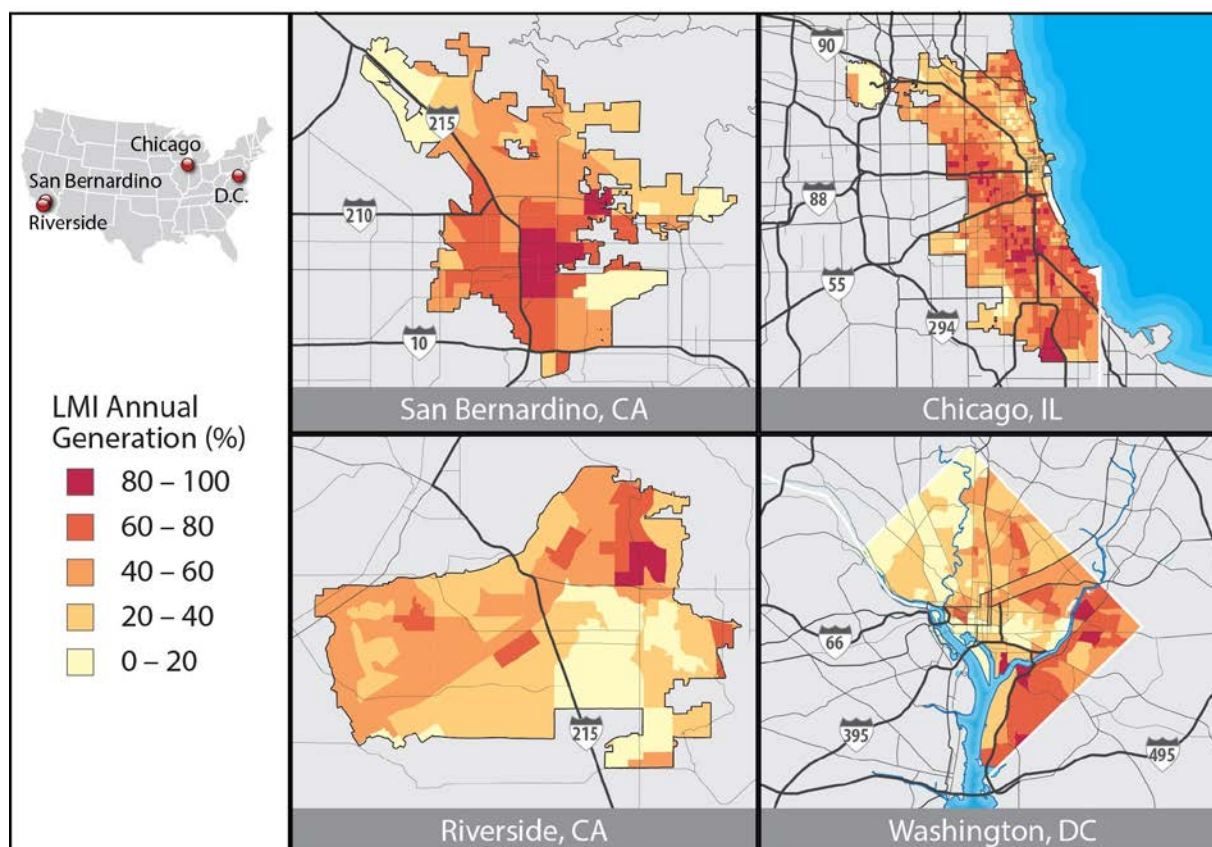 Chicago
San Bernardino
D.C.
Riverside
LMI Annual
Generation (%)
80 – 100
60 – 80
40 – 60
20 – 40
0 – 20
215
210
10
San Bernardino, CA
90
88
55
294
Chicago, IL
215
Riverside, CA
66
395
495
Washington, DC